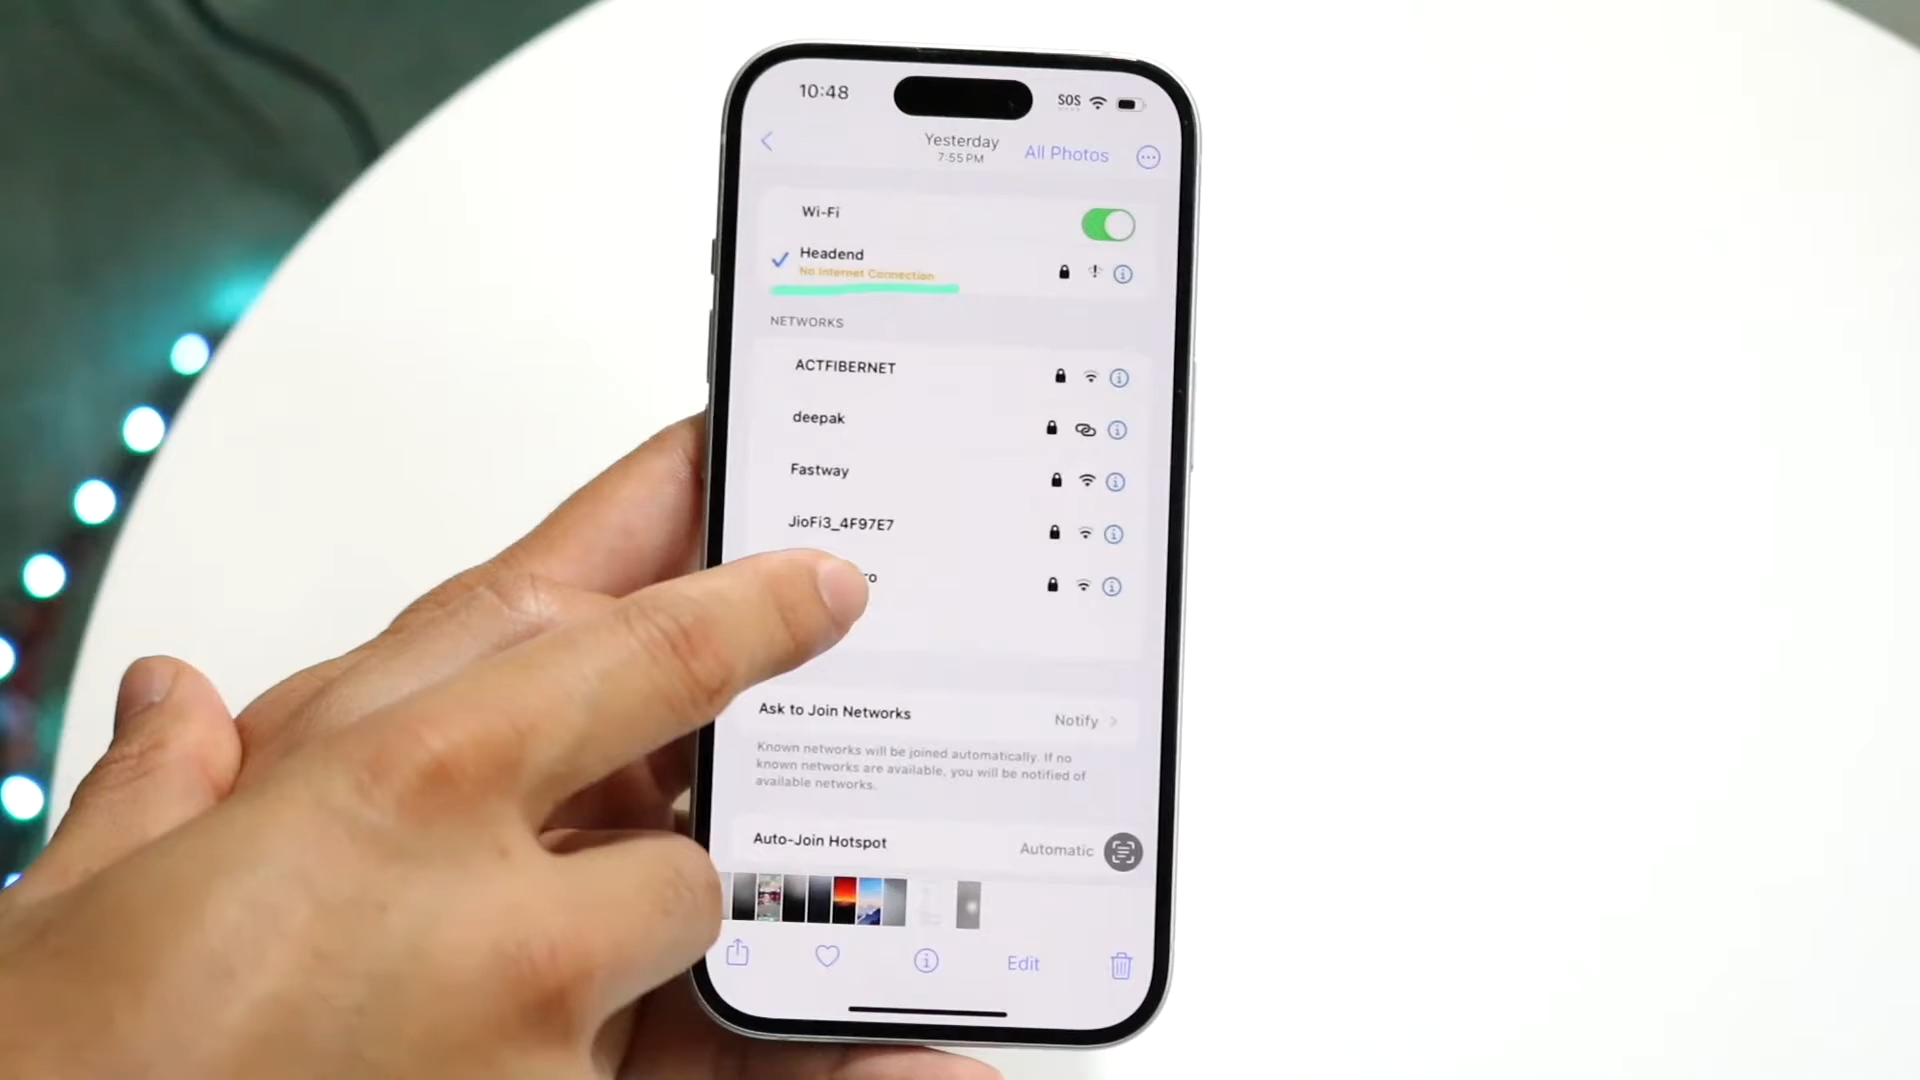 10:48
SOS
Yesterday
7:55 PM
All Photos
Wi-Fi
Headend
No Internet Connection
NETWORKS
ACTFIBERNET
deepak
Fastway
JioFi3_4F97E7
Ask to Join Networks
Notify
Known networks will be joined automatically. If no
known networks are available, you will be notified of
available networks.
Auto-Join Hotspot
Automatic
Edit